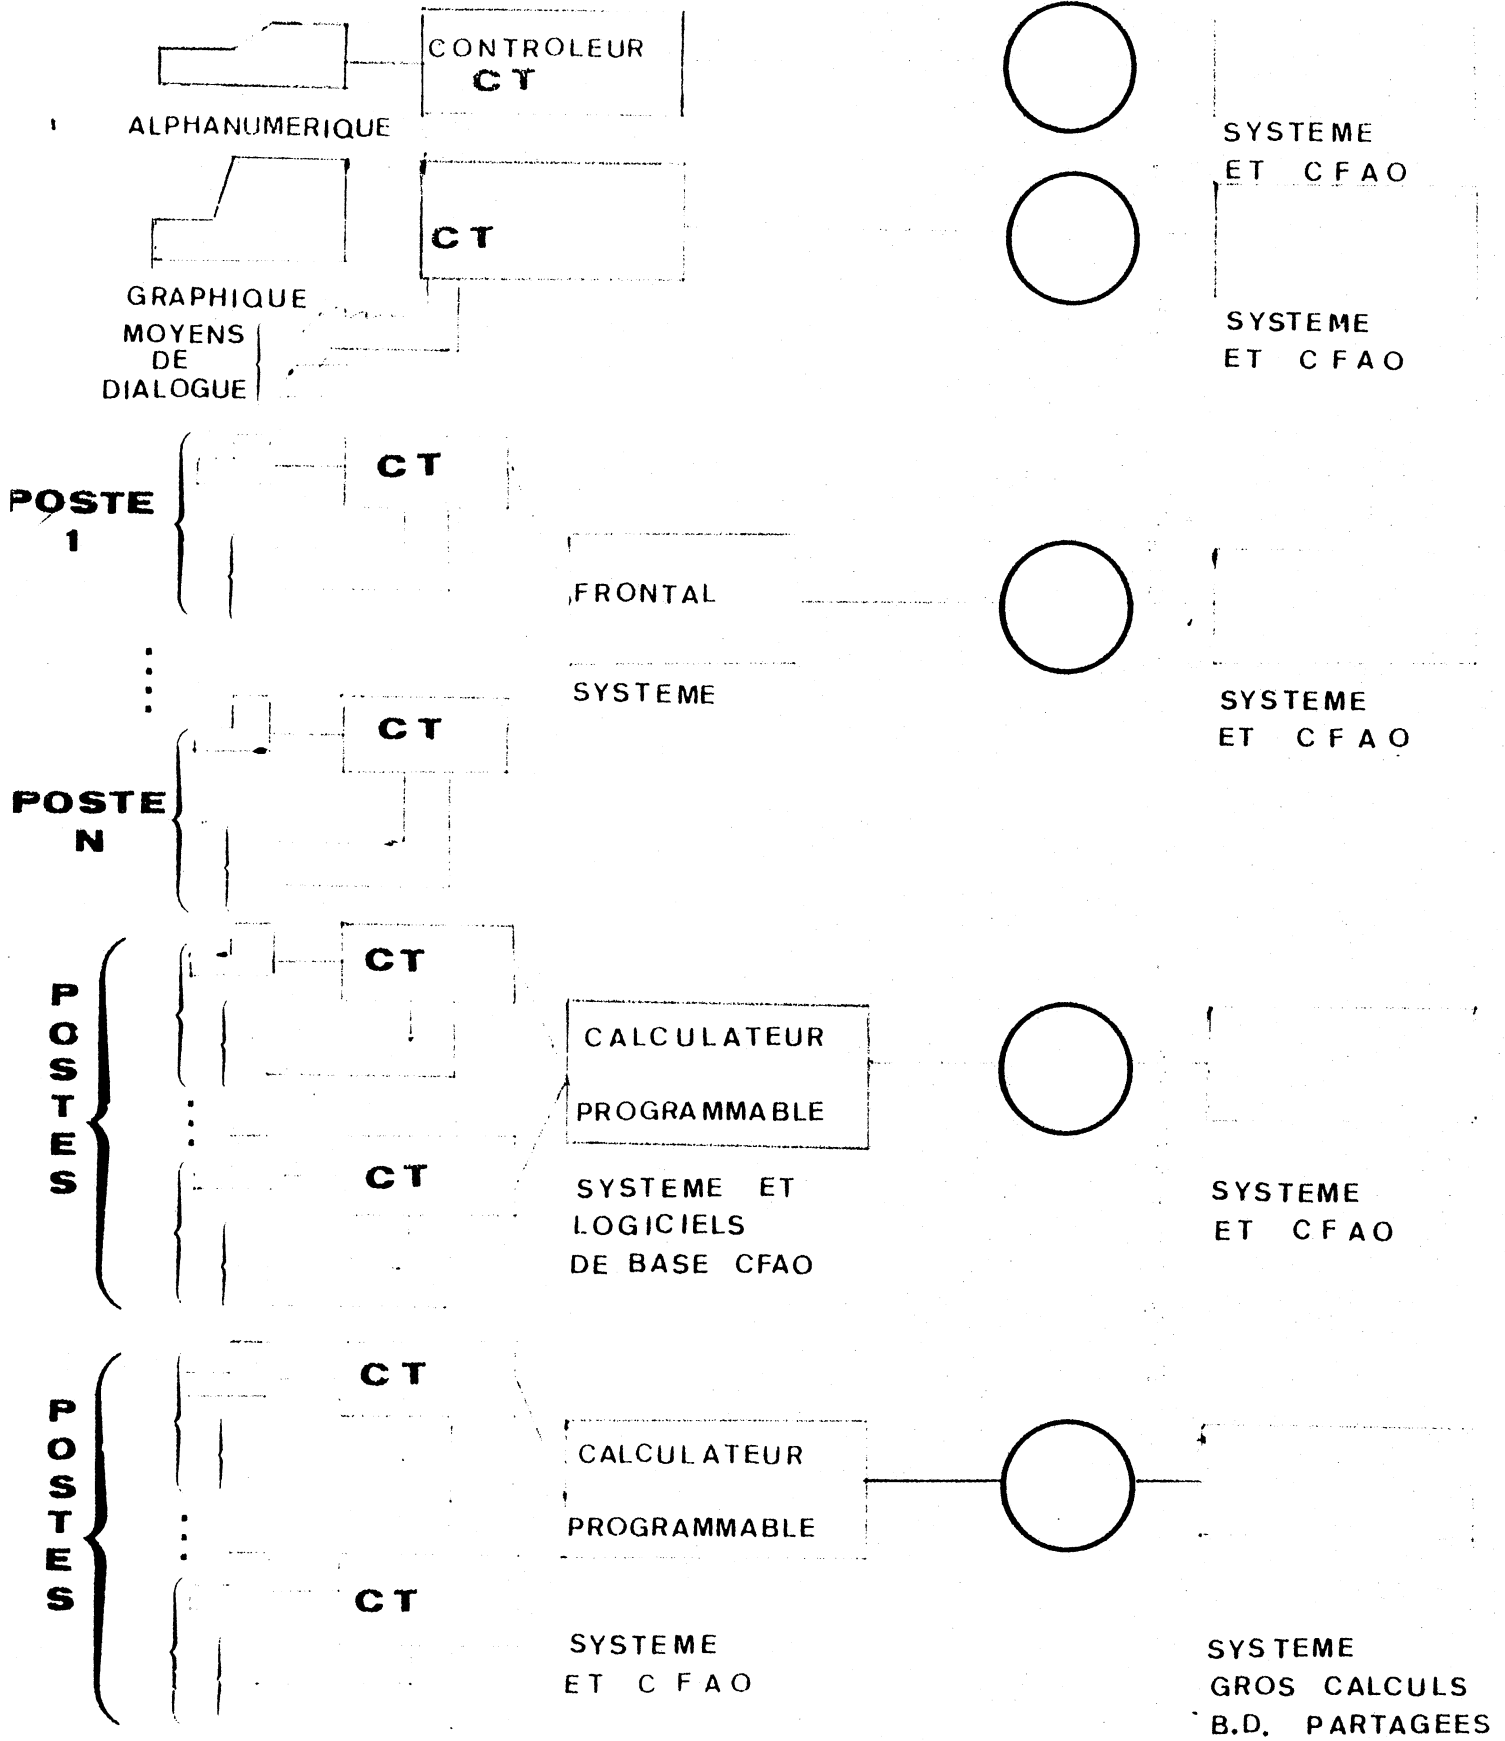 CONTROLEUR
CT
ALPHANUMERIQUE
SYSTEME
ET CFAO
CT
GRAPHIQUE
MOYENS
DE
DIALOGUE
SYSTEME
ET CFAO
POSTE
1
CT
FRONTAL
SYSTEME
SYSTEME
ET CFAO
POSTE
N
CT
POSTES
CT
CALCULATEUR
PROGRAMMABLE
CT
SYSTEME ET
LOGICIELS
DE BASE CFAO
SYSTEME
ET CFAO
POSTES
CT
CALCULATEUR
PROGRAMMABLE
CT
SYSTEME
ET CFAO
SYSTEME
GROS CALCULS
B.D. PARTAGEES